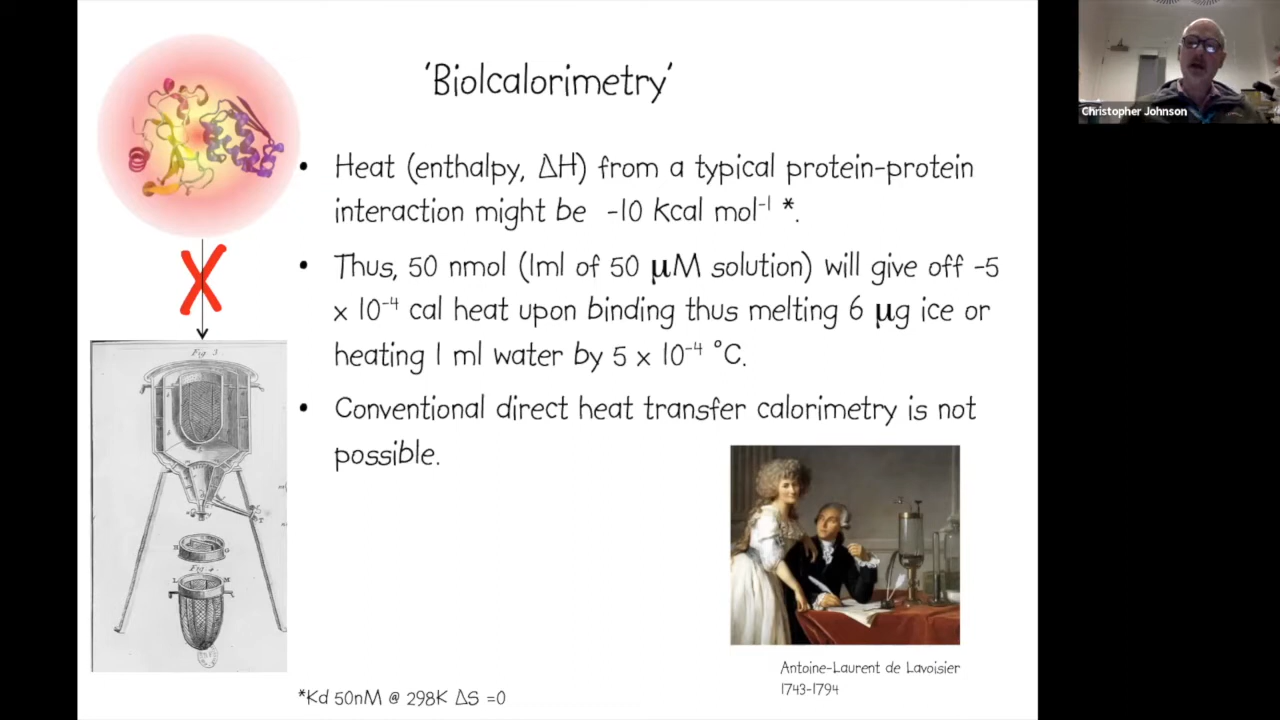 'Biolcalorimetry'
Christopher Johnson
• Heat (enthalpy, ΔH) from a typical protein-protein
interaction might be -10 kcal mol⁻¹ *.
• Thus, 50 nmol (1ml of 50 μM solution) will give off -5
x 10⁻⁴ cal heat upon binding thus melting 6 μg ice or
heating 1 ml water by 5 x 10⁻⁴ °C.
• Conventional direct heat transfer calorimetry is not
possible.
Fig. 3
Fig. 4
Antoine-Laurent de Lavoisier
1743-1794
*Kd 50nM @ 298K ΔS =0